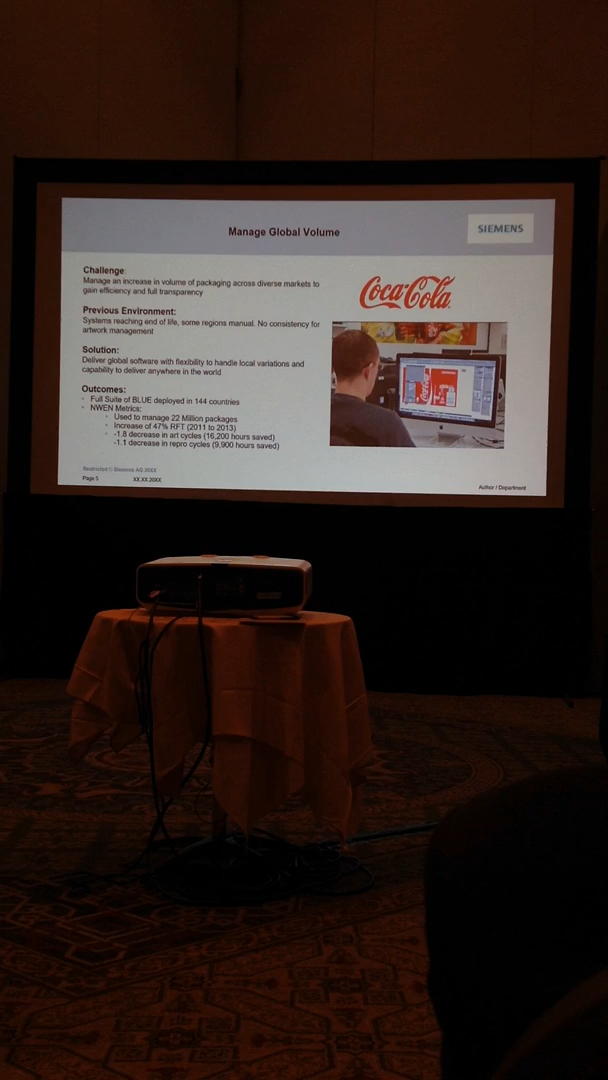 Manage Global Volume
SIEMENS
Challenge:
Manage an increase in volume of packaging across diverse markets to
gain efficiency and full transparency
Previous Environment:
Systems reaching end of life, some regions manual. No consistency for
artwork management
Solution:
Deliver global software with flexibility to handle local variations and
capability to deliver anywhere in the world
Outcomes:
Full Suite of BLUE deployed in 144 countries
NWEN Metrics:
Used to manage 22 Million packages
Increase of 47% RFT (2011 to 2013)
-1.8 decrease in art cycles (16,200 hours saved)
-1.1 decrease in repro cycles (9,900 hours saved)
Coca-Cola
Coca-Cola
Restricted © Siemens AG 20XX
Page 5 XX.XX.20XX
Author / Department